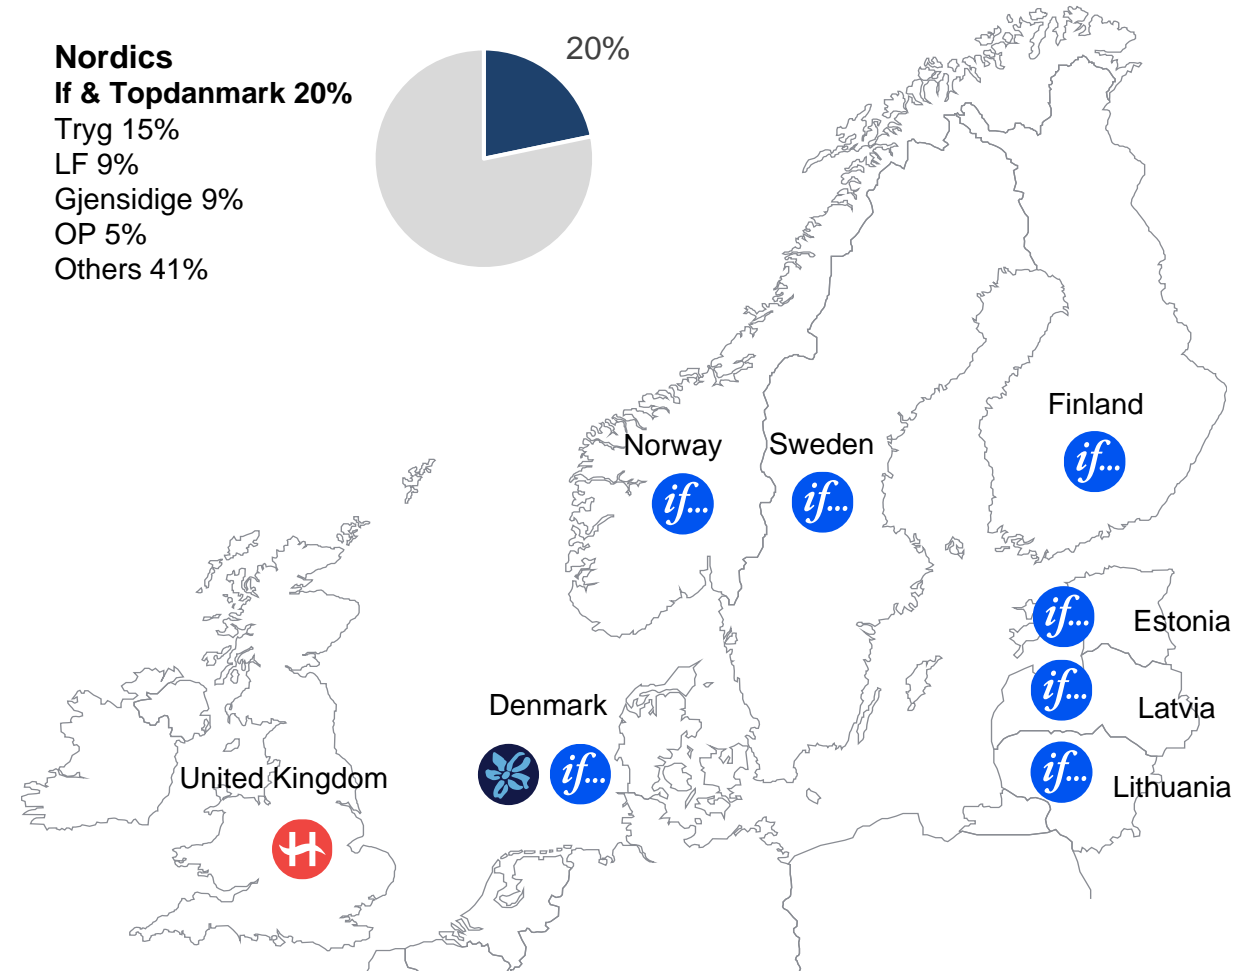 20%
Nordics
If & Topdanmark 20%
Tryg 15%
LF 9%
Gjensidige 9%
OP 5%
Others 41%
Finland
if...
Norway
if...
Sweden
if...
if...
Estonia
if...
Latvia
Denmark
if...
if...
Lithuania
United Kingdom
H